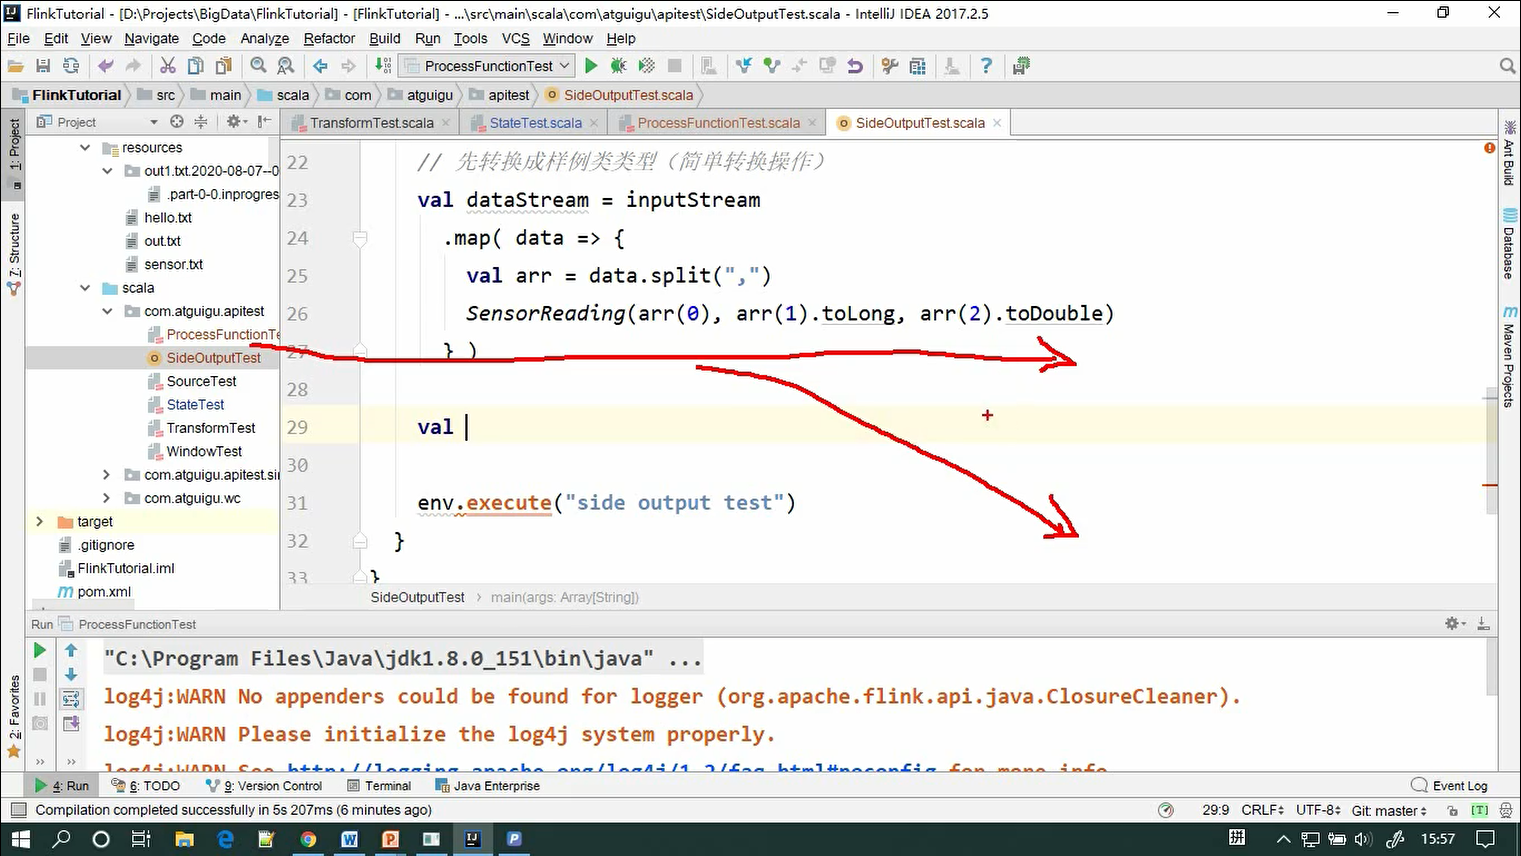 FlinkTutorial - [D:\Projects\BigData\FlinkTutorial] - [FlinkTutorial] - ...\src\main\scala\com\atguigu\apitest\SideOutputTest.scala - IntelliJ IDEA 2017.2.5
File Edit View Navigate Code Analyze Refactor Build Run Tools VCS Window Help
ProcessFunctionTest
FlinkTutorial src main scala com atguigu apitest SideOutputTest.scala
Project
TransformTest.scala StateTest.scala ProcessFunctionTest.scala SideOutputTest.scala
1: Project
7: Structure
2: Favorites
resources
out1.txt.2020-08-07--0
.part-0-0.inprogres
hello.txt
out.txt
sensor.txt
scala
com.atguigu.apitest
ProcessFunctionTe
SideOutputTest
SourceTest
StateTest
TransformTest
WindowTest
com.atguigu.apitest.sin
com.atguigu.wc
target
.gitignore
FlinkTutorial.iml
pom.xml
22 // 先转换成样例类类型（简单转换操作）
23 val dataStream = inputStream
24 .map( data => {
25 val arr = data.split(",")
26 SensorReading(arr(0), arr(1).toLong, arr(2).toDouble)
27 } )
28
29 val
30
31 env.execute("side output test")
32 }
33 }
SideOutputTest main(args: Array[String])
Ant Build
Database
Maven Projects
Run ProcessFunctionTest
"C:\Program Files\Java\jdk1.8.0_151\bin\java" ...
log4j:WARN No appenders could be found for logger (org.apache.flink.api.java.ClosureCleaner).
log4j:WARN Please initialize the log4j system properly.
log4j:WARN See http://logging.apache.org/log4j/1.2/faq.html#noconfig for more info.
4: Run 6: TODO 9: Version Control Terminal Java Enterprise Event Log
Compilation completed successfully in 5s 207ms (6 minutes ago) 29:9 CRLF UTF-8 Git: master
15:57